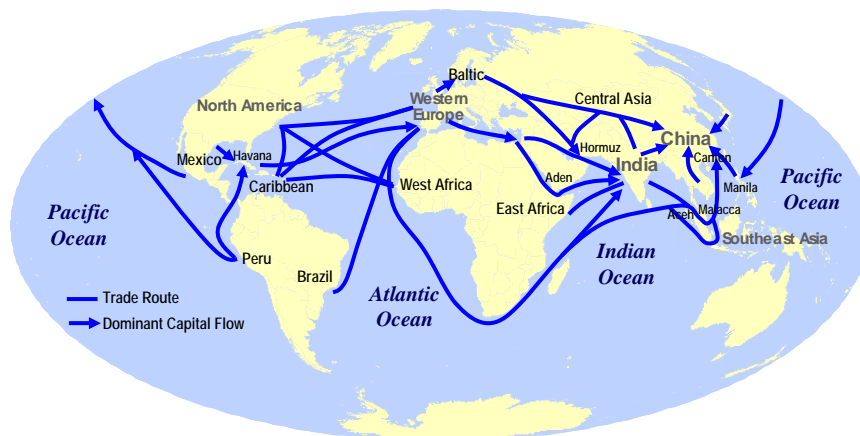 Baltic
Western
Europe
North America
Central Asia
China
Mexico
Havana
Hormuz
India
Canton
Caribbean
West Africa
Aden
Manila
East Africa
Aceh
Malacca
Southeast Asia
Pacific
Ocean
Pacific
Ocean
Indian
Ocean
Peru
Brazil
Atlantic
Ocean
Trade Route
Dominant Capital Flow